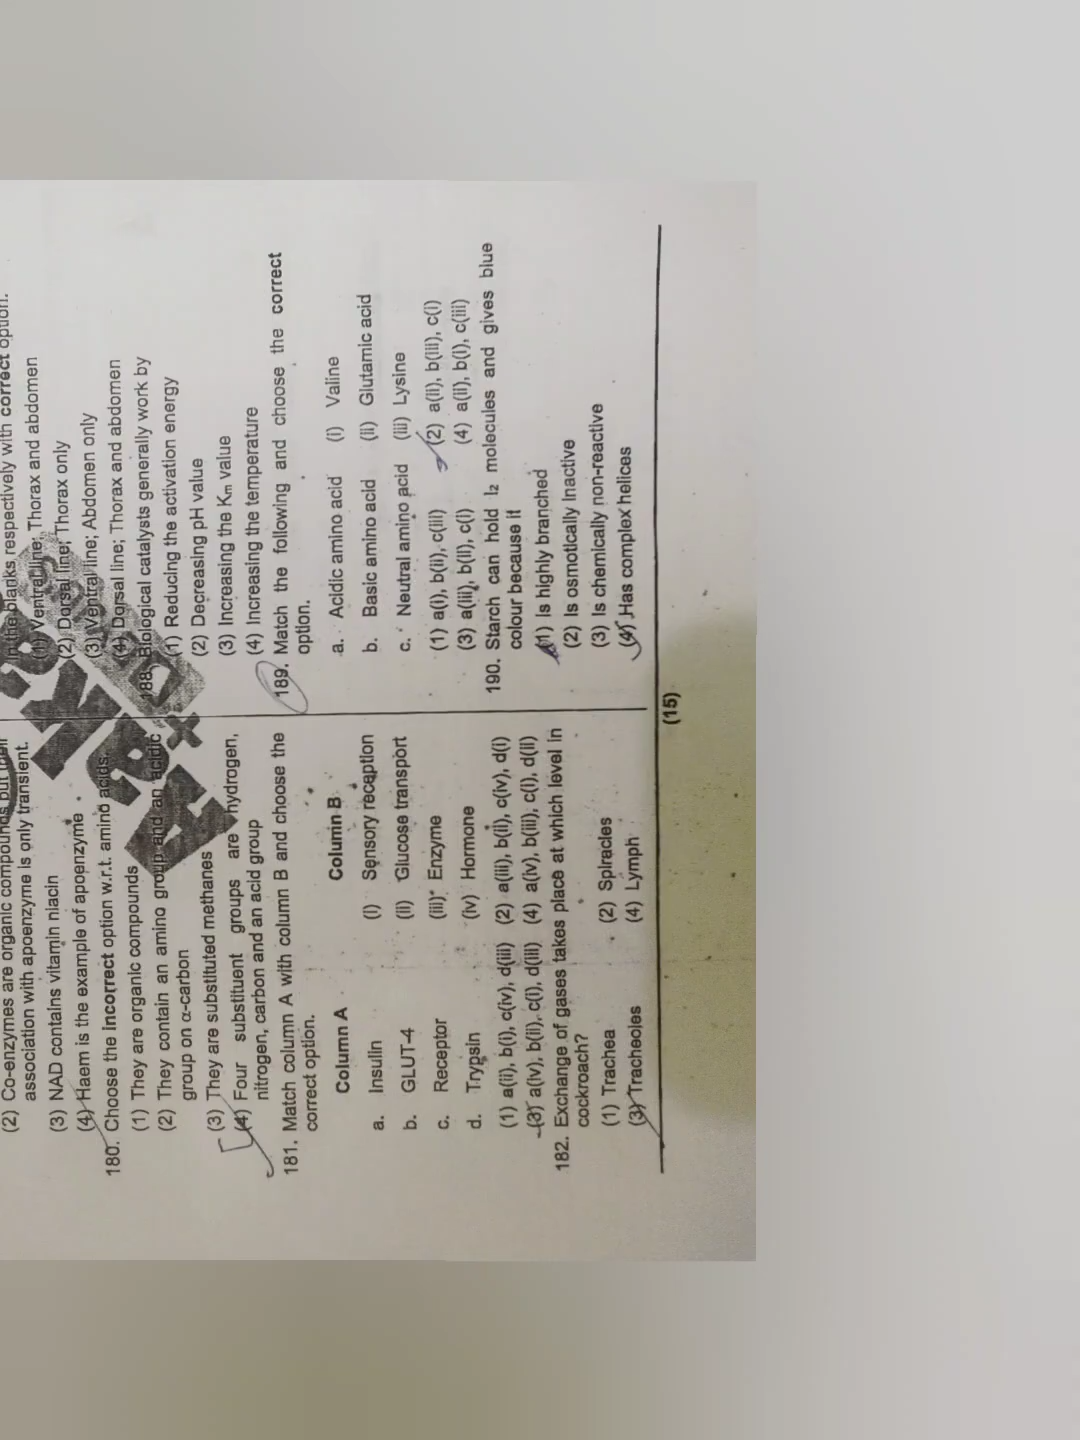 (2) Co-enzymes are organic compounds but their
association with apoenzyme is only transient.
(3) NAD contains vitamin niacin
(4) Haem is the example of apoenzyme
180. Choose the incorrect option w.r.t. amino acids.
(1) They are organic compounds
(2) They contain an amino group and an acidic
group on α-carbon
(3) They are substituted methanes
(4) Four substituent groups are hydrogen,
nitrogen, carbon and an acid group
181. Match column A with column B and choose the
correct option.
Column A Column B
a. Insulin (i) Sensory reception
b. GLUT-4 (ii) Glucose transport
c. Receptor (iii) Enzyme
d. Trypsin (iv) Hormone
(1) a(ii), b(i), c(iv), d(iii) (2) a(iii), b(ii), c(iv), d(i)
(3) a(iv), b(ii), c(i), d(iii) (4) a(iv), b(iii), c(i), d(ii)
182. Exchange of gases takes place at which level in
cockroach?
(1) Trachea (2) Spiracles
(3) Tracheoles (4) Lymph
in the blanks respectively with correct option.
(1) Ventral line; Thorax and abdomen
(2) Dorsal line; Thorax only
(3) Ventral line; Abdomen only
(4) Dorsal line; Thorax and abdomen
188. Biological catalysts generally work by
(1) Reducing the activation energy
(2) Decreasing pH value
(3) Increasing the Km value
(4) Increasing the temperature
189. Match the following and choose the correct
option.
a. Acidic amino acid (i) Valine
b. Basic amino acid (ii) Glutamic acid
c. Neutral amino acid (iii) Lysine
(1) a(i), b(ii), c(iii) (2) a(ii), b(iii), c(i)
(3) a(iii), b(ii), c(i) (4) a(ii), b(i), c(iii)
190. Starch can hold I₂ molecules and gives blue
colour because it
(1) Is highly branched
(2) Is osmotically inactive
(3) Is chemically non-reactive
(4) Has complex helices
(15)